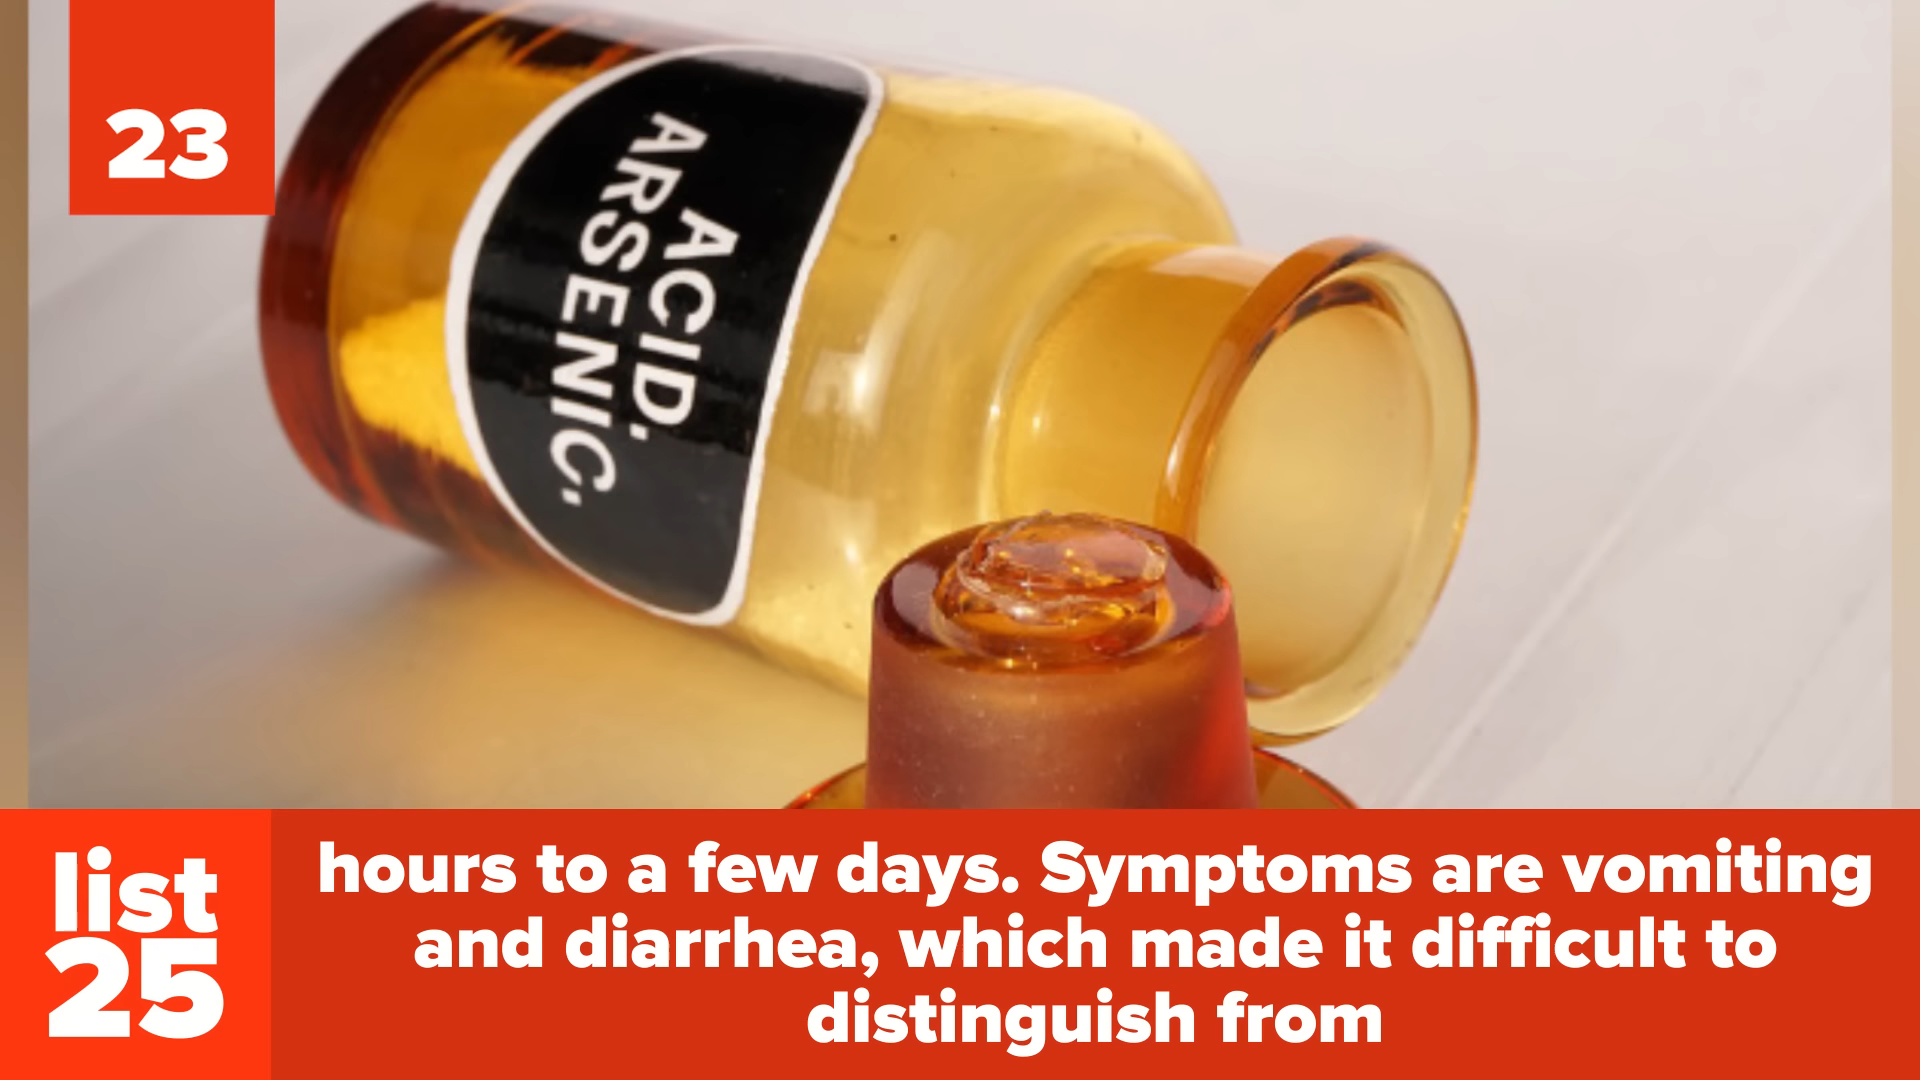 23
ACID.
ARSENIC.
list
25
hours to a few days. Symptoms are vomiting
and diarrhea, which made it difficult to
distinguish from